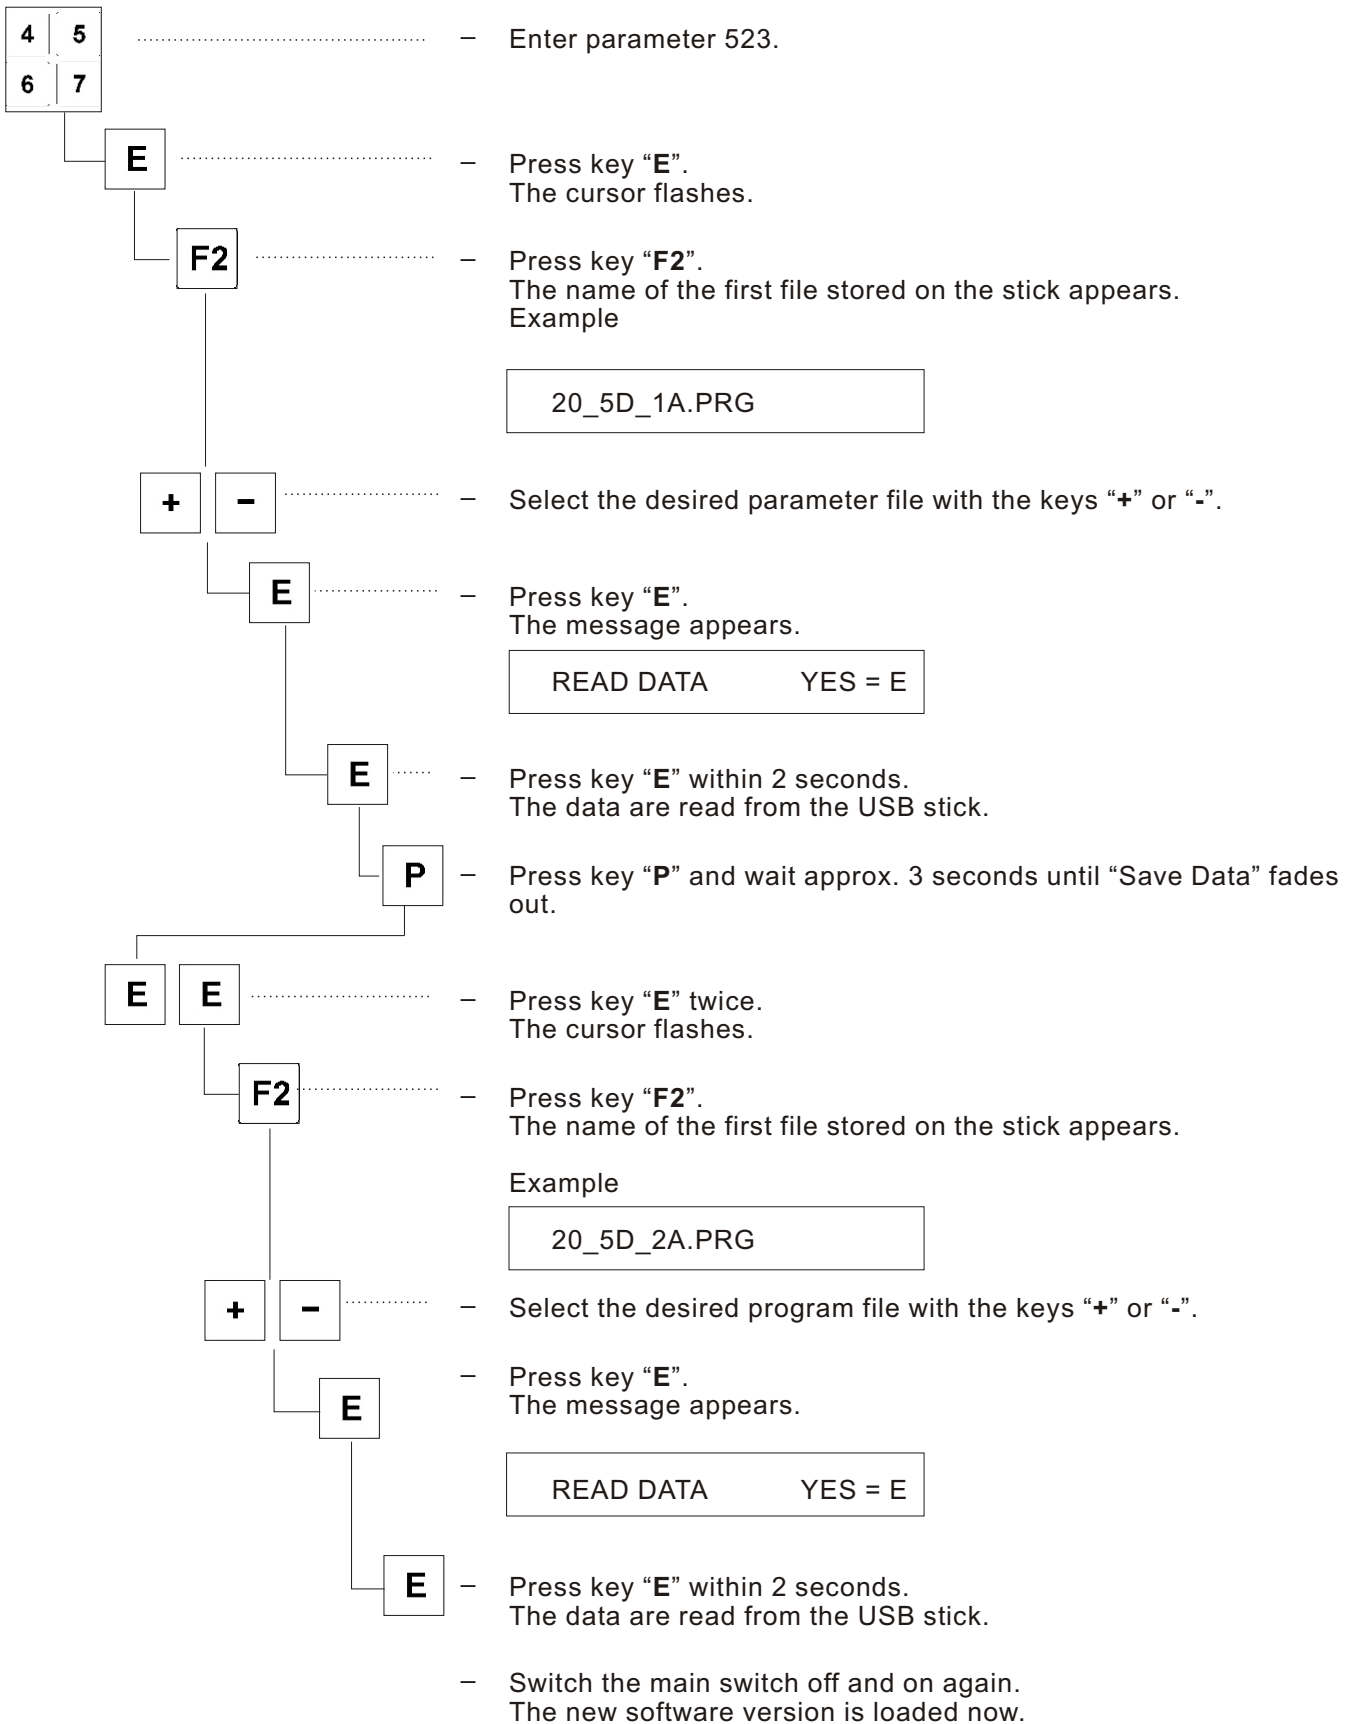 4 5 – Enter parameter 523.
6 7
E – Press key “E”.
The cursor flashes.
F2 – Press key “F2”.
The name of the first file stored on the stick appears.
Example
20_5D_1A.PRG
+ − – Select the desired parameter file with the keys “+” or “-”.
E – Press key “E”.
The message appears.
READ DATA YES = E
E – Press key “E” within 2 seconds.
The data are read from the USB stick.
P – Press key “P” and wait approx. 3 seconds until “Save Data” fades
out.
E E – Press key “E” twice.
The cursor flashes.
F2 – Press key “F2”.
The name of the first file stored on the stick appears.
Example
20_5D_2A.PRG
+ − – Select the desired program file with the keys “+” or “-”.
E – Press key “E”.
The message appears.
READ DATA YES = E
E – Press key “E” within 2 seconds.
The data are read from the USB stick.
– Switch the main switch off and on again.
The new software version is loaded now.